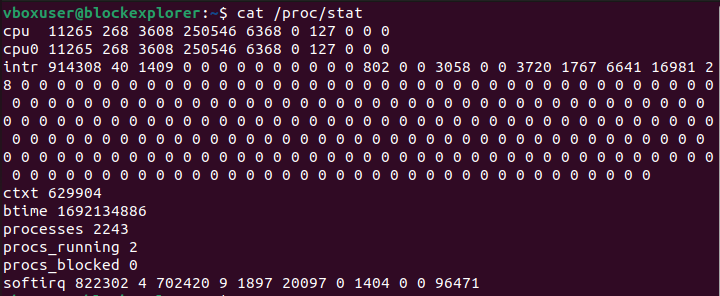 vboxuser@blockexplorer:~$ cat /proc/stat
cpu  11265 268 3608 250546 6368 0 127 0 0 0
cpu0 11265 268 3608 250546 6368 0 127 0 0 0
intr 914308 40 1409 0 0 0 0 0 0 0 0 0 0 802 0 0 3058 0 0 3720 1767 6641 16981 2
8 0 0 0 0 0 0 0 0 0 0 0 0 0 0 0 0 0 0 0 0 0 0 0 0 0 0 0 0 0 0 0 0 0 0 0 0 0 0 0
 0 0 0 0 0 0 0 0 0 0 0 0 0 0 0 0 0 0 0 0 0 0 0 0 0 0 0 0 0 0 0 0 0 0 0 0 0 0 0
0 0 0 0 0 0 0 0 0 0 0 0 0 0 0 0 0 0 0 0 0 0 0 0 0 0 0 0 0 0 0 0 0 0 0 0 0 0 0 0
 0 0 0 0 0 0 0 0 0 0 0 0 0 0 0 0 0 0 0 0 0 0 0 0 0 0 0 0 0 0 0 0 0 0 0 0 0 0 0
0 0 0 0 0 0 0 0 0 0 0 0 0 0 0 0 0 0 0 0 0 0 0 0 0 0 0 0 0 0 0 0 0 0 0 0 0 0 0 0
 0 0 0 0 0 0 0 0 0 0 0 0 0 0 0 0 0 0 0 0 0 0 0 0 0 0 0 0 0 0 0 0 0 0 0 0
ctxt 629904
btime 1692134886
processes 2243
procs_running 2
procs_blocked 0
softirq 822302 4 702420 9 1897 20097 0 1404 0 0 96471